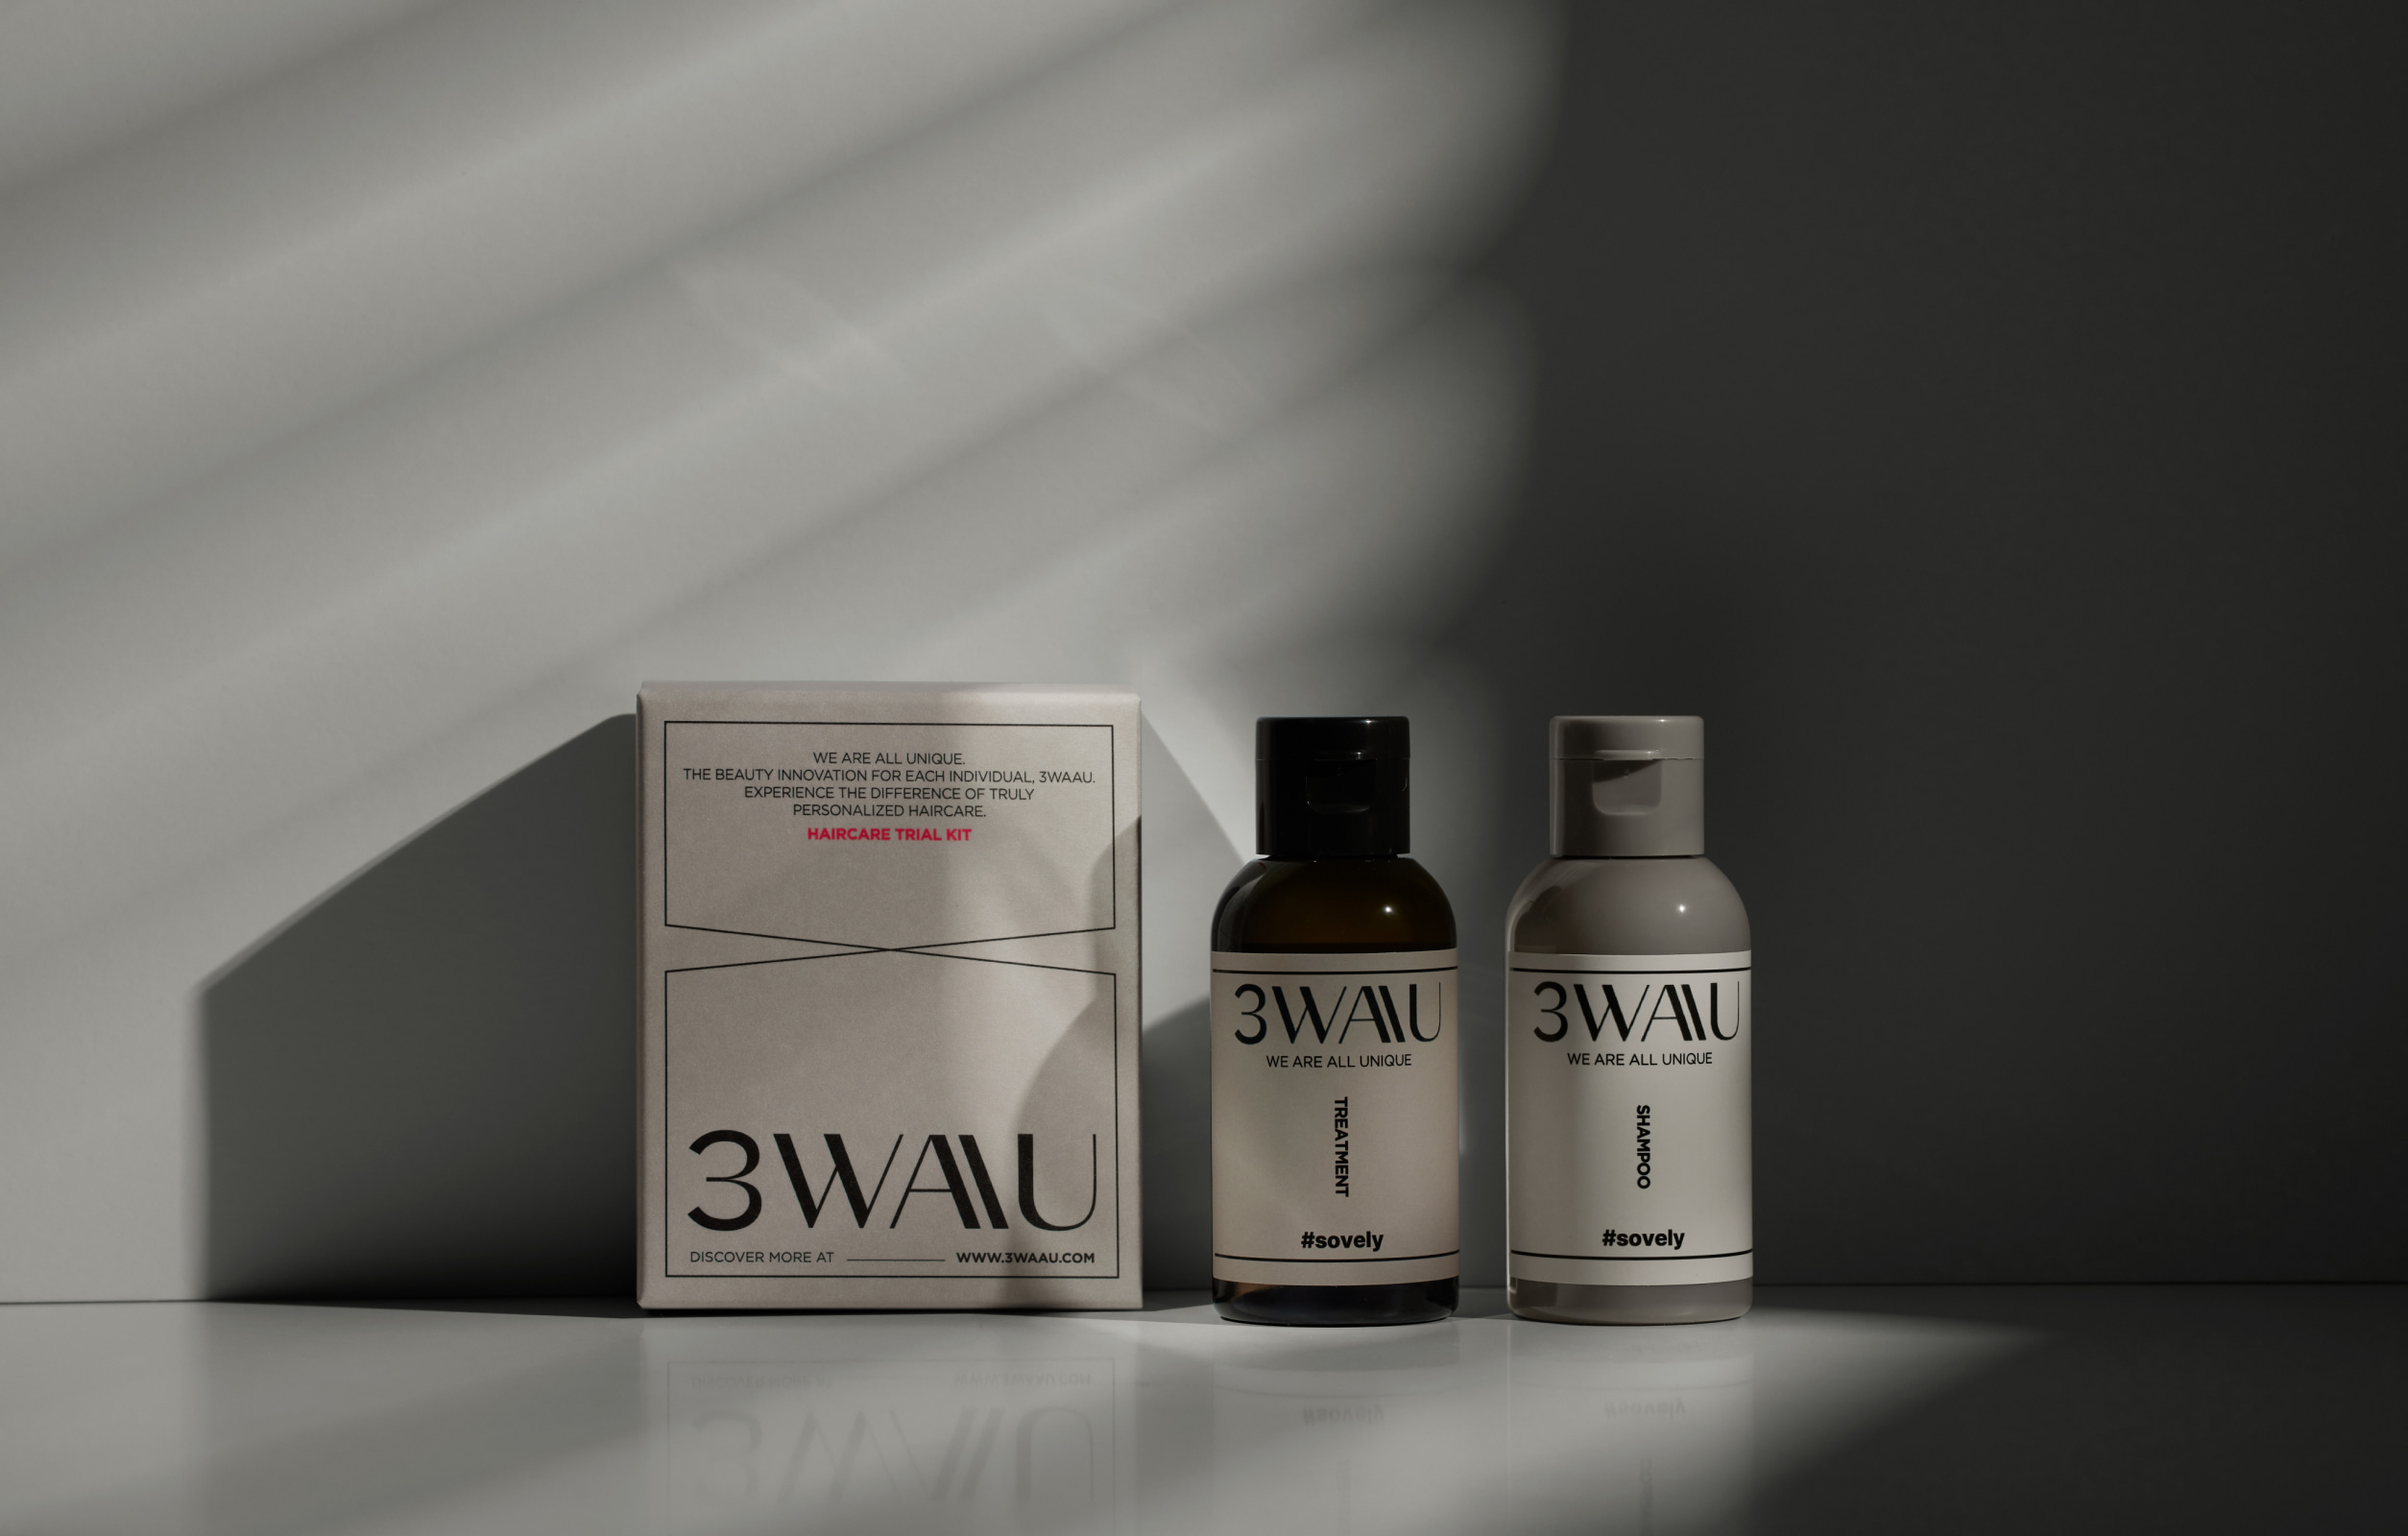 WE ARE ALL UNIQUE.
THE BEAUTY INNOVATION FOR EACH INDIVIDUAL, 3WAAU.
EXPERIENCE THE DIFFERENCE OF TRULY
PERSONALIZED HAIRCARE.
HAIRCARE TRIAL KIT
3WAAU
DISCOVER MORE AT WWW.3WAAU.COM
3WAAU
WE ARE ALL UNIQUE
TREATMENT
#sovely
3WAAU
WE ARE ALL UNIQUE
SHAMPOO
#sovely